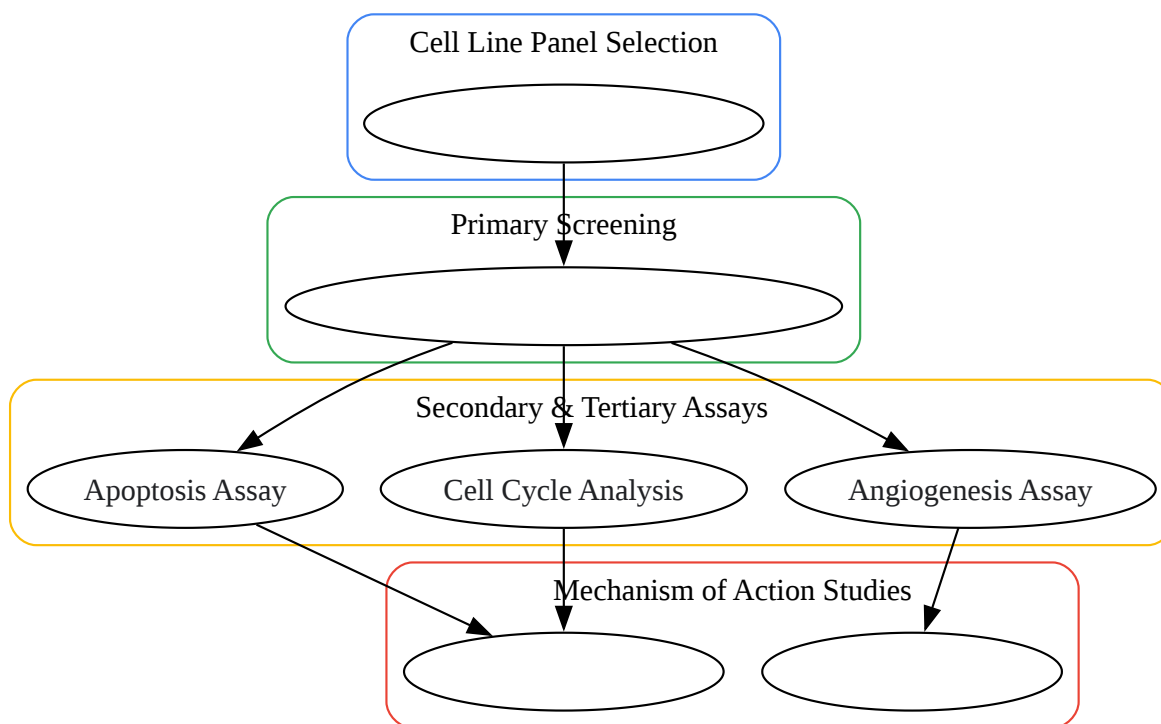 Cell Line Panel Selection
Primary Screening
Secondary & Tertiary Assays
Apoptosis Assay
Cell Cycle Analysis
Angiogenesis Assay
Mechanism of Action Studies